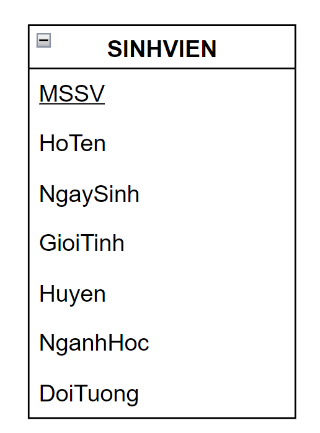 SINHVIEN
MSSV
HoTen
NgaySinh
GioiTinh
Huyen
NganhHoc
DoiTuong